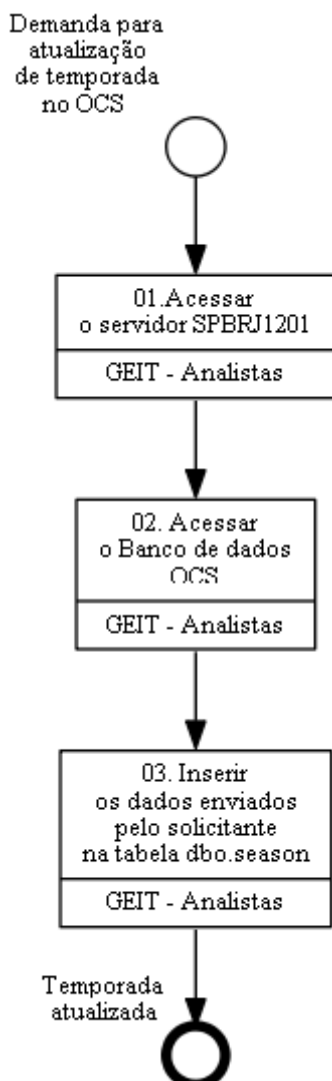 Demanda para
atualização
de temporada
no OCS
01.Acessar
o servidor SPBRJ1201
GEIT - Analistas
02. Acessar
o Banco de dados
OCS
GEIT - Analistas
03. Inserir
os dados enviados
pelo solicitante
na tabela dbo.season
GEIT - Analistas
Temporada
atualizada